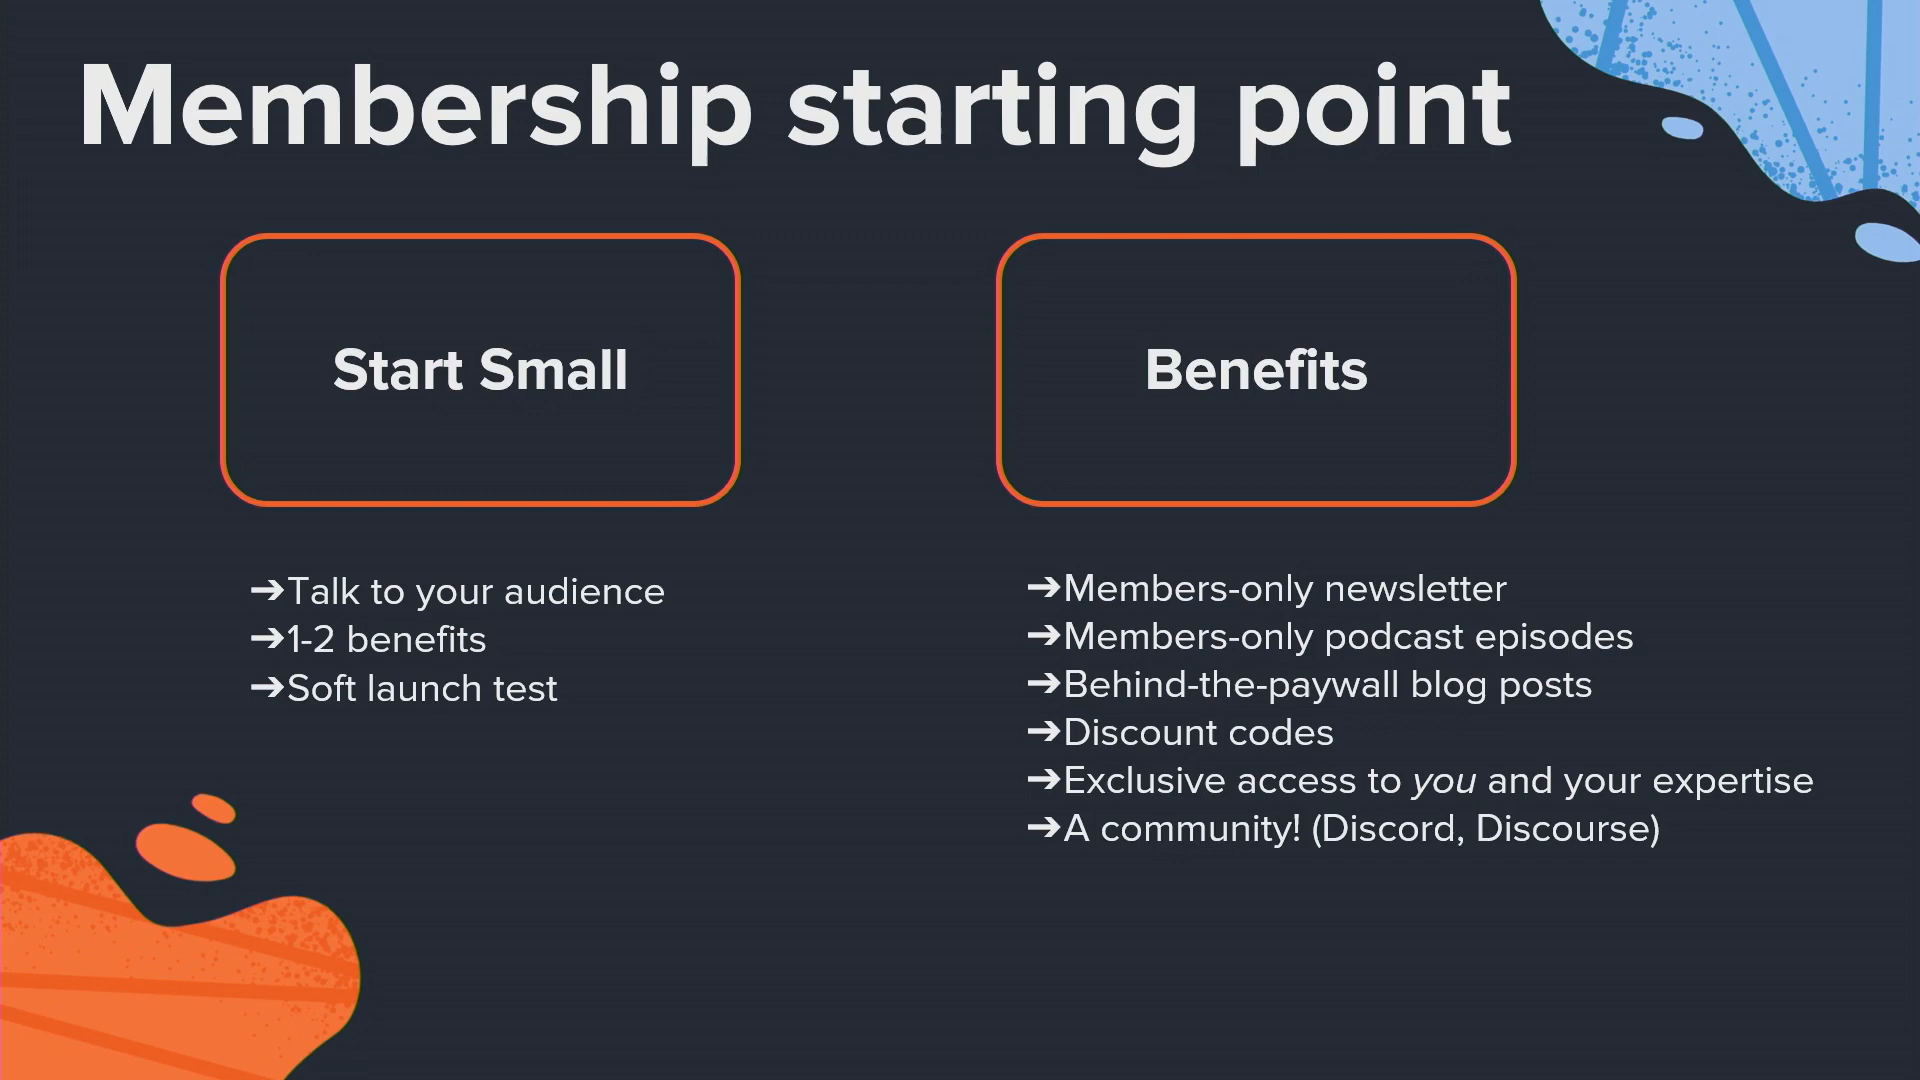 Membership starting point
Start Small
➔Talk to your audience
➔1-2 benefits
➔Soft launch test
Benefits
➔Members-only newsletter
➔Members-only podcast episodes
➔Behind-the-paywall blog posts
➔Discount codes
➔Exclusive access to you and your expertise
➔A community! (Discord, Discourse)